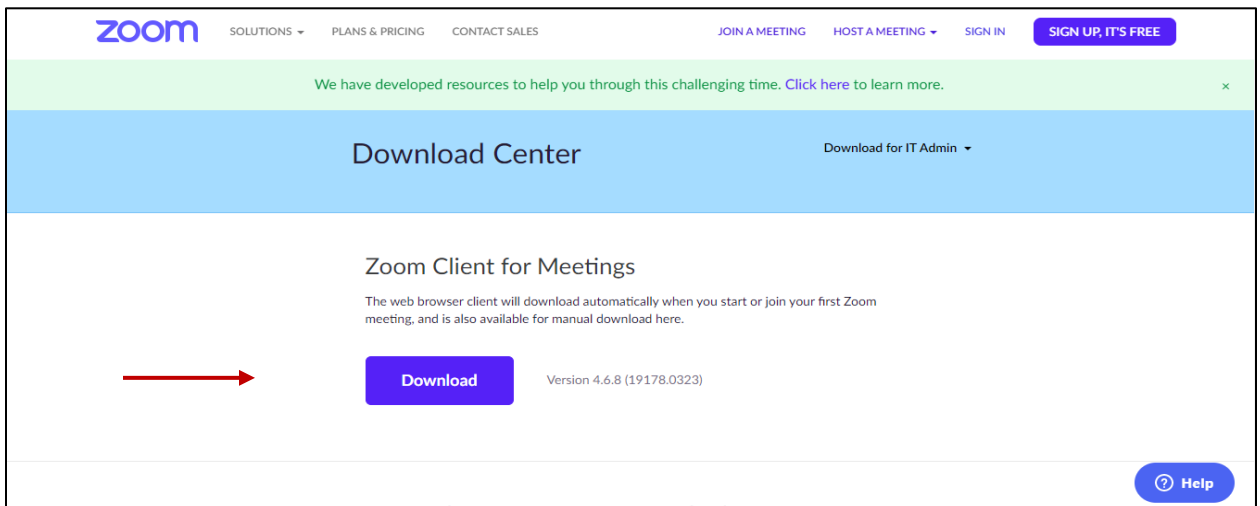 zoom SOLUTIONS PLANS & PRICING CONTACT SALES JOIN A MEETING HOST A MEETING SIGN IN SIGN UP, IT'S FREE
We have developed resources to help you through this challenging time. Click here to learn more. ×
Download Center Download for IT Admin
Zoom Client for Meetings
The web browser client will download automatically when you start or join your first Zoom
meeting, and is also available for manual download here.
Download Version 4.6.8 (19178.0323)
? Help